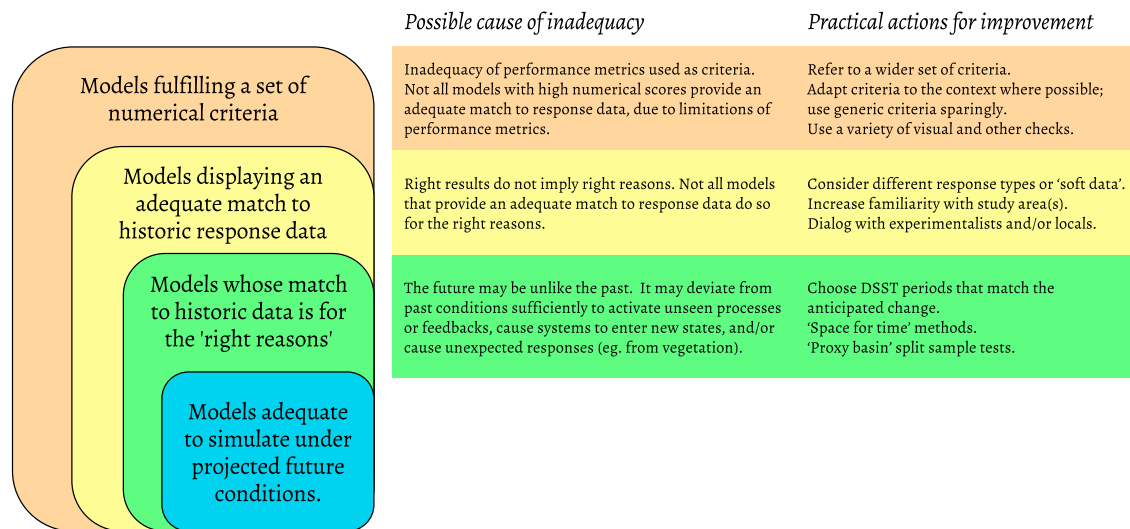 Possible cause of inadequacy
Practical actions for improvement
Models fulfilling a set of
numerical criteria
Inadequacy of performance metrics used as criteria.
Not all models with high numerical scores provide an
adequate match to response data, due to limitations of
performance metrics.
Refer to a wider set of criteria.
Adapt criteria to the context where possible;
use generic criteria sparingly.
Use a variety of visual and other checks.
Models displaying an
adequate match to
historic response data
Right results do not imply right reasons. Not all models
that provide an adequate match to response data do so
for the right reasons.
Consider different response types or ‘soft data’.
Increase familiarity with study area(s).
Dialog with experimentalists and/or locals.
Models whose match
to historic data is for
the 'right reasons'
The future may be unlike the past.  It may deviate from
past conditions sufficiently to activate unseen processes
or feedbacks, cause systems to enter new states, and/or
cause unexpected responses (eg. from vegetation).
Choose DSST periods that match the
anticipated change.
‘Space for time’ methods.
‘Proxy basin’ split sample tests.
Models adequate
to simulate under
projected future
conditions.